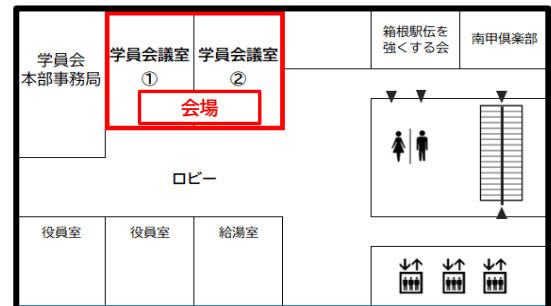 学員会
本部事務局
学員会議室
①
学員会議室
②
会場
箱根駅伝を
強くする会
南甲倶楽部
ロビー
役員室
役員室
給湯室